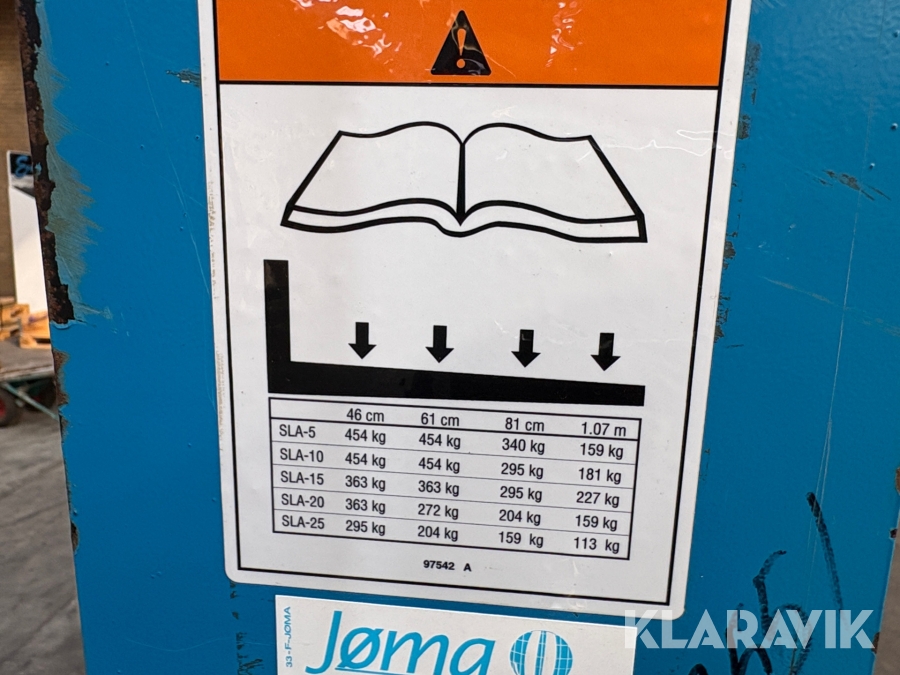 46 cm 61 cm 81 cm 1.07 m
SLA-5 454 kg 454 kg 340 kg 159 kg
SLA-10 454 kg 454 kg 295 kg 181 kg
SLA-15 363 kg 363 kg 295 kg 227 kg
SLA-20 363 kg 272 kg 204 kg 159 kg
SLA-25 295 kg 204 kg 159 kg 113 kg
97542 A
33-F-JOMA
Jøma
KLARAVIK